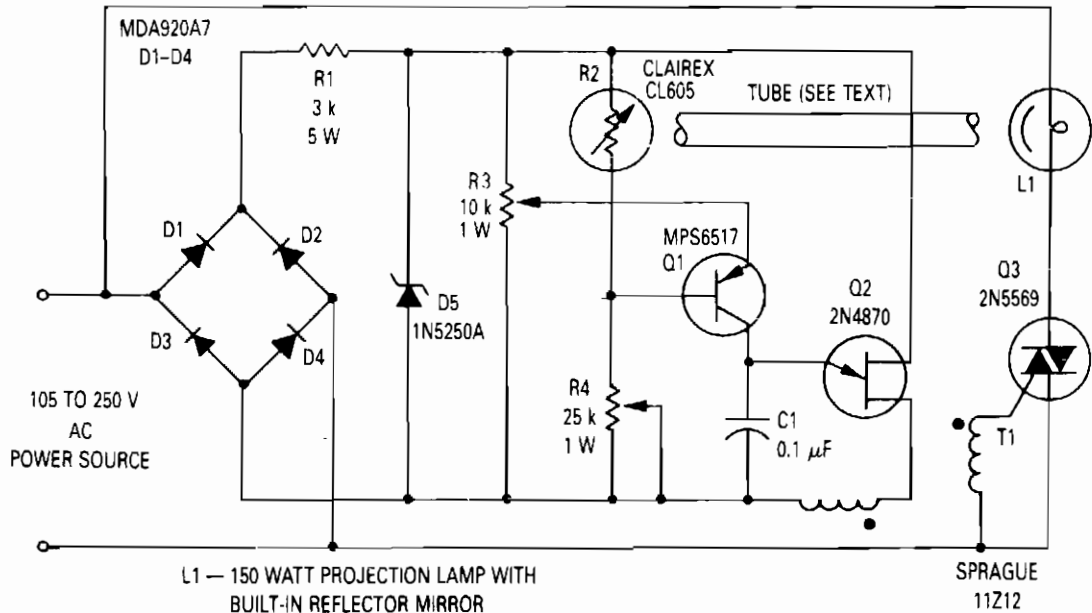 MDA920A7
D1–D4
R1
3 k
5 W
R2
CLAIREX
CL605
TUBE (SEE TEXT)
L1
D1
D2
D3
D4
R3
10 k
1 W
MPS6517
Q1
D5
1N5250A
Q2
2N4870
Q3
2N5569
R4
25 k
1 W
C1
0.1 μF
T1
105 TO 250 V
AC
POWER SOURCE
L1 — 150 WATT PROJECTION LAMP WITH
BUILT-IN REFLECTOR MIRROR
SPRAGUE
11Z12